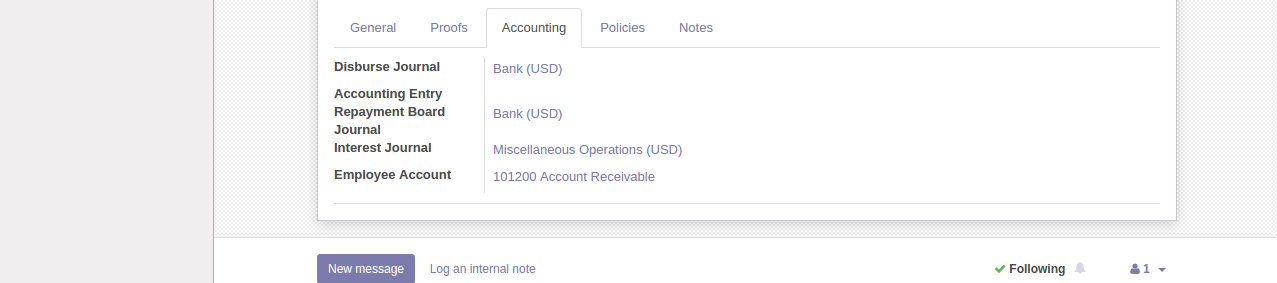 General Proofs Accounting Policies Notes
Disburse Journal Bank (USD)
Accounting Entry
Repayment Board Bank (USD)
Journal
Interest Journal Miscellaneous Operations (USD)
Employee Account 101200 Account Receivable
New message Log an internal note Following 1